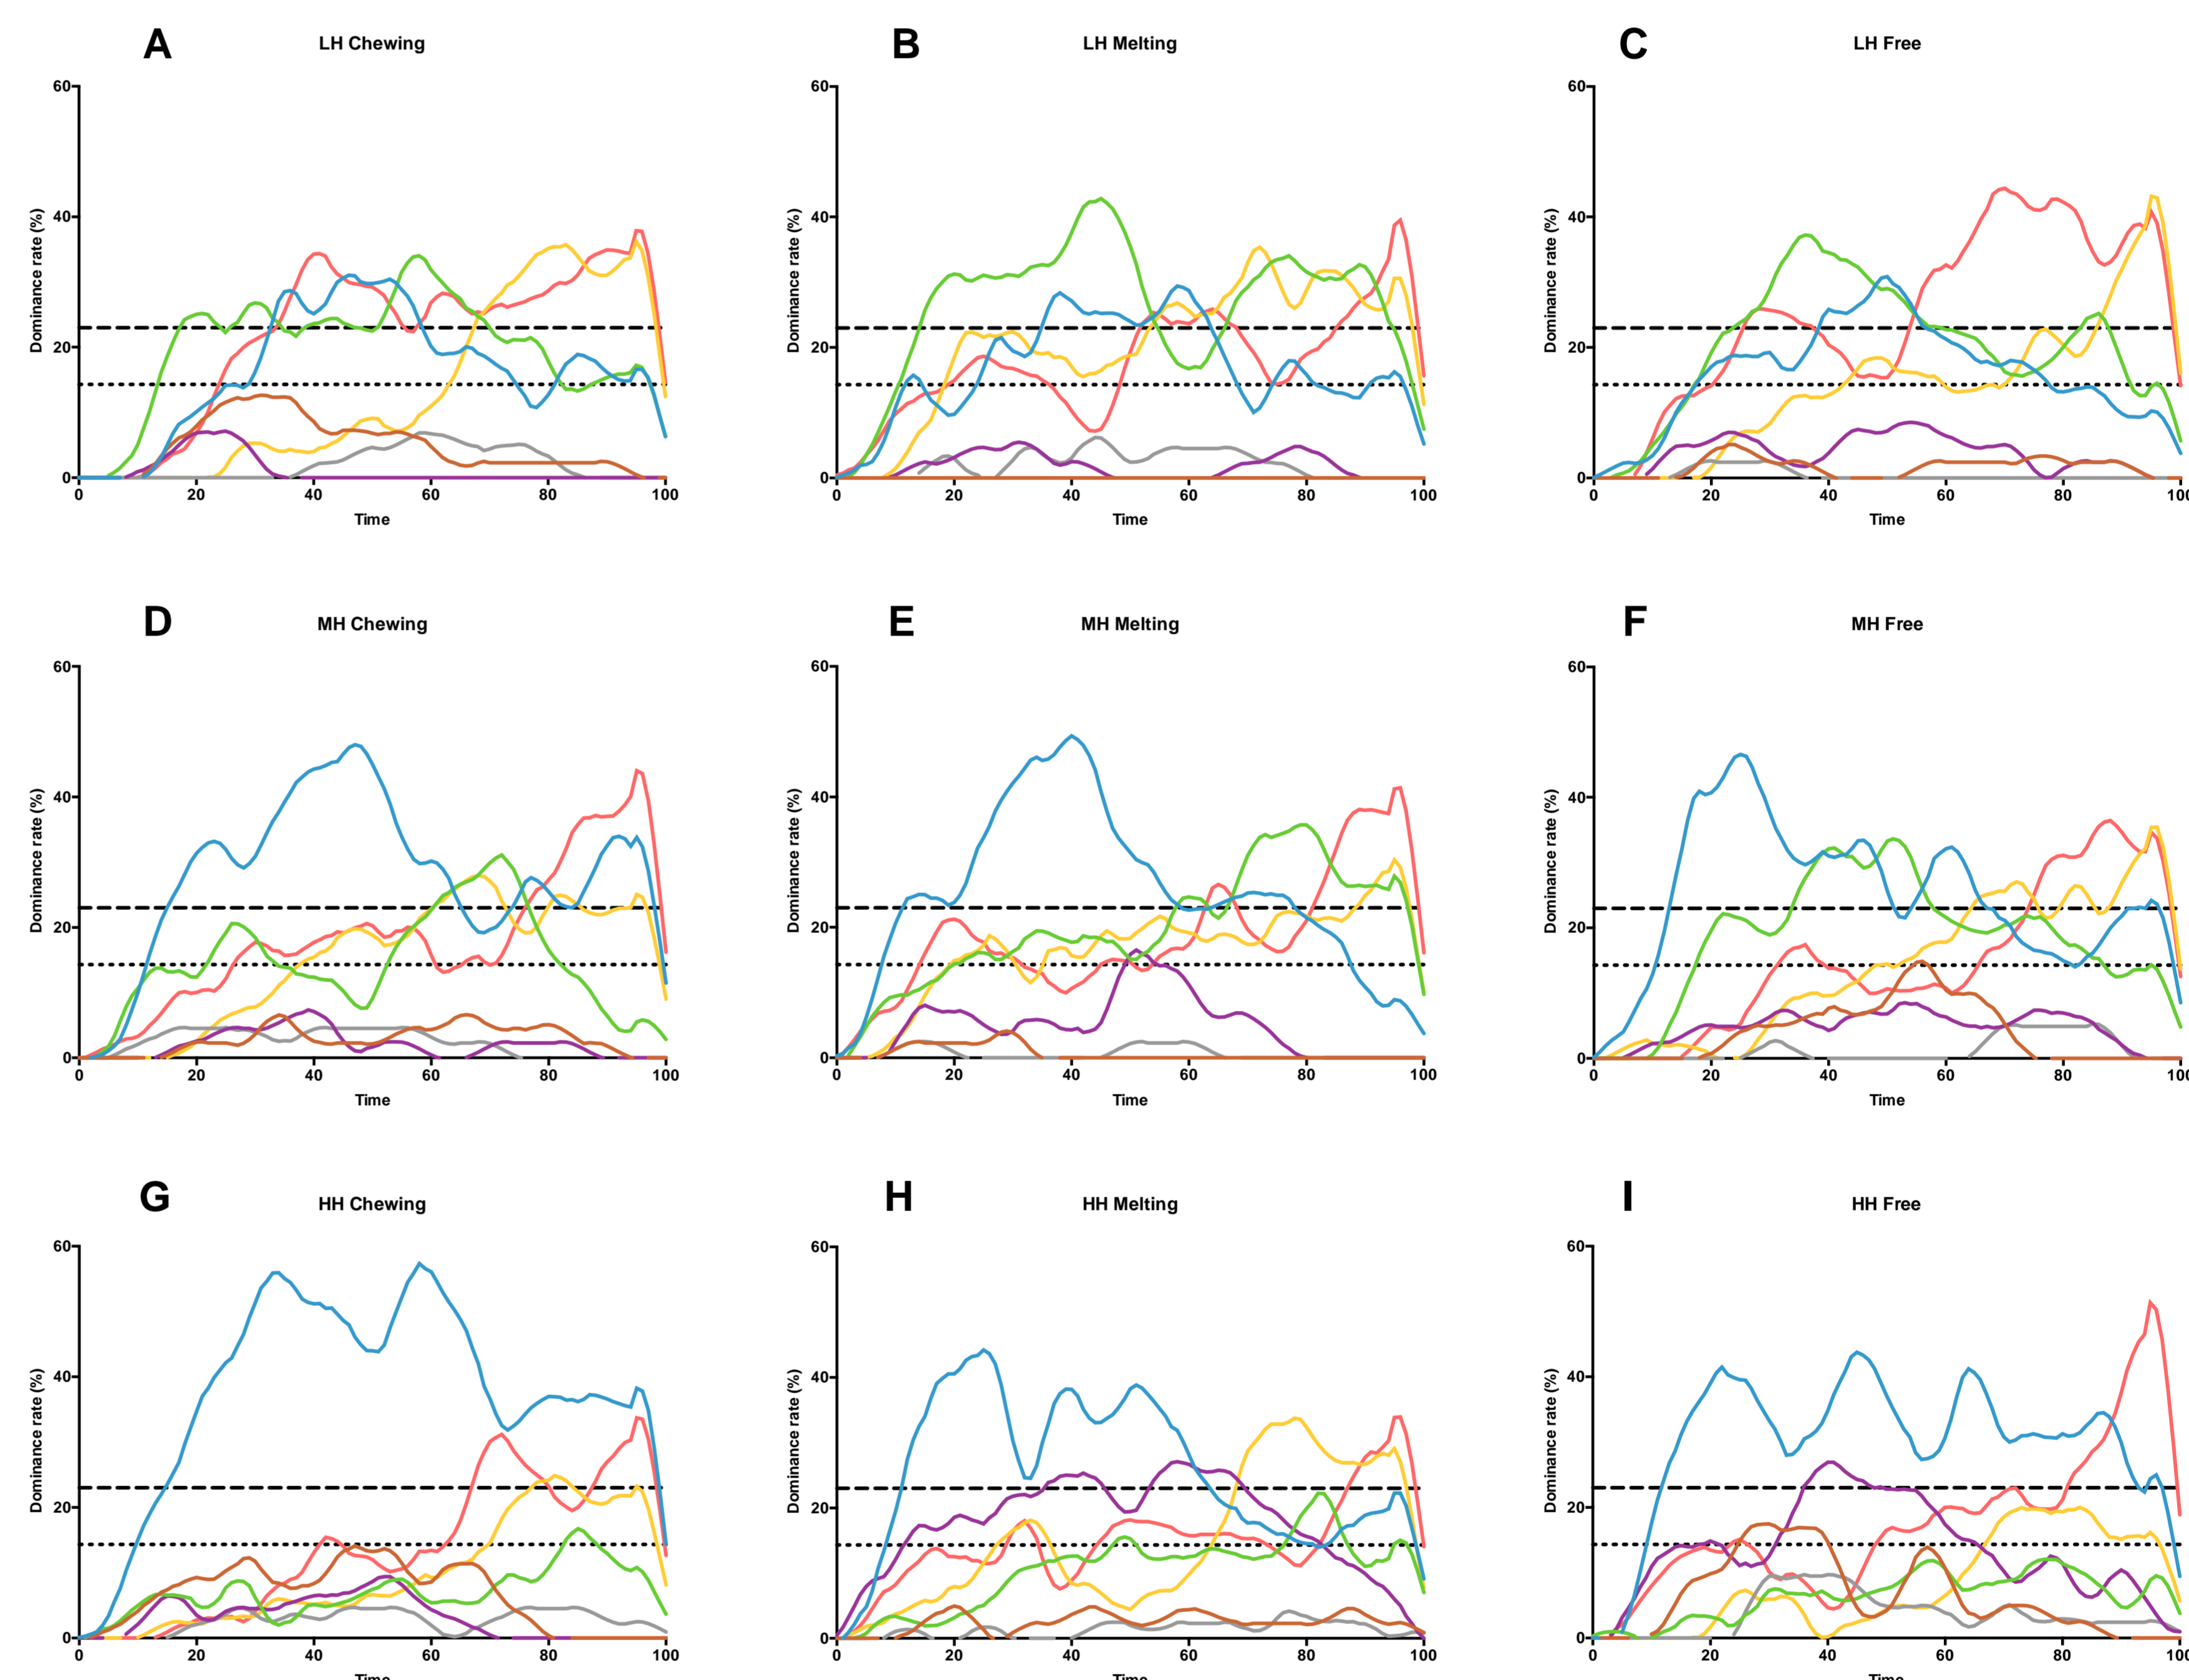 A LH Chewing
B LH Melting
C LH Free
60 40 20 0
Dominance rate (%)
0 20 40 60 80 100
Time
60 40 20 0
Dominance rate (%)
0 20 40 60 80 100
Time
60 40 20 0
Dominance rate (%)
0 20 40 60 80 100
Time
D MH Chewing
E MH Melting
F MH Free
60 40 20 0
Dominance rate (%)
0 20 40 60 80 100
Time
60 40 20 0
Dominance rate (%)
0 20 40 60 80 100
Time
60 40 20 0
Dominance rate (%)
0 20 40 60 80 100
Time
G HH Chewing
H HH Melting
I HH Free
60 40 20 0
Dominance rate (%)
0 20 40 60 80 100
Time
60 40 20 0
Dominance rate (%)
0 20 40 60 80 100
Time
60 40 20 0
Dominance rate (%)
0 20 40 60 80 100
Time